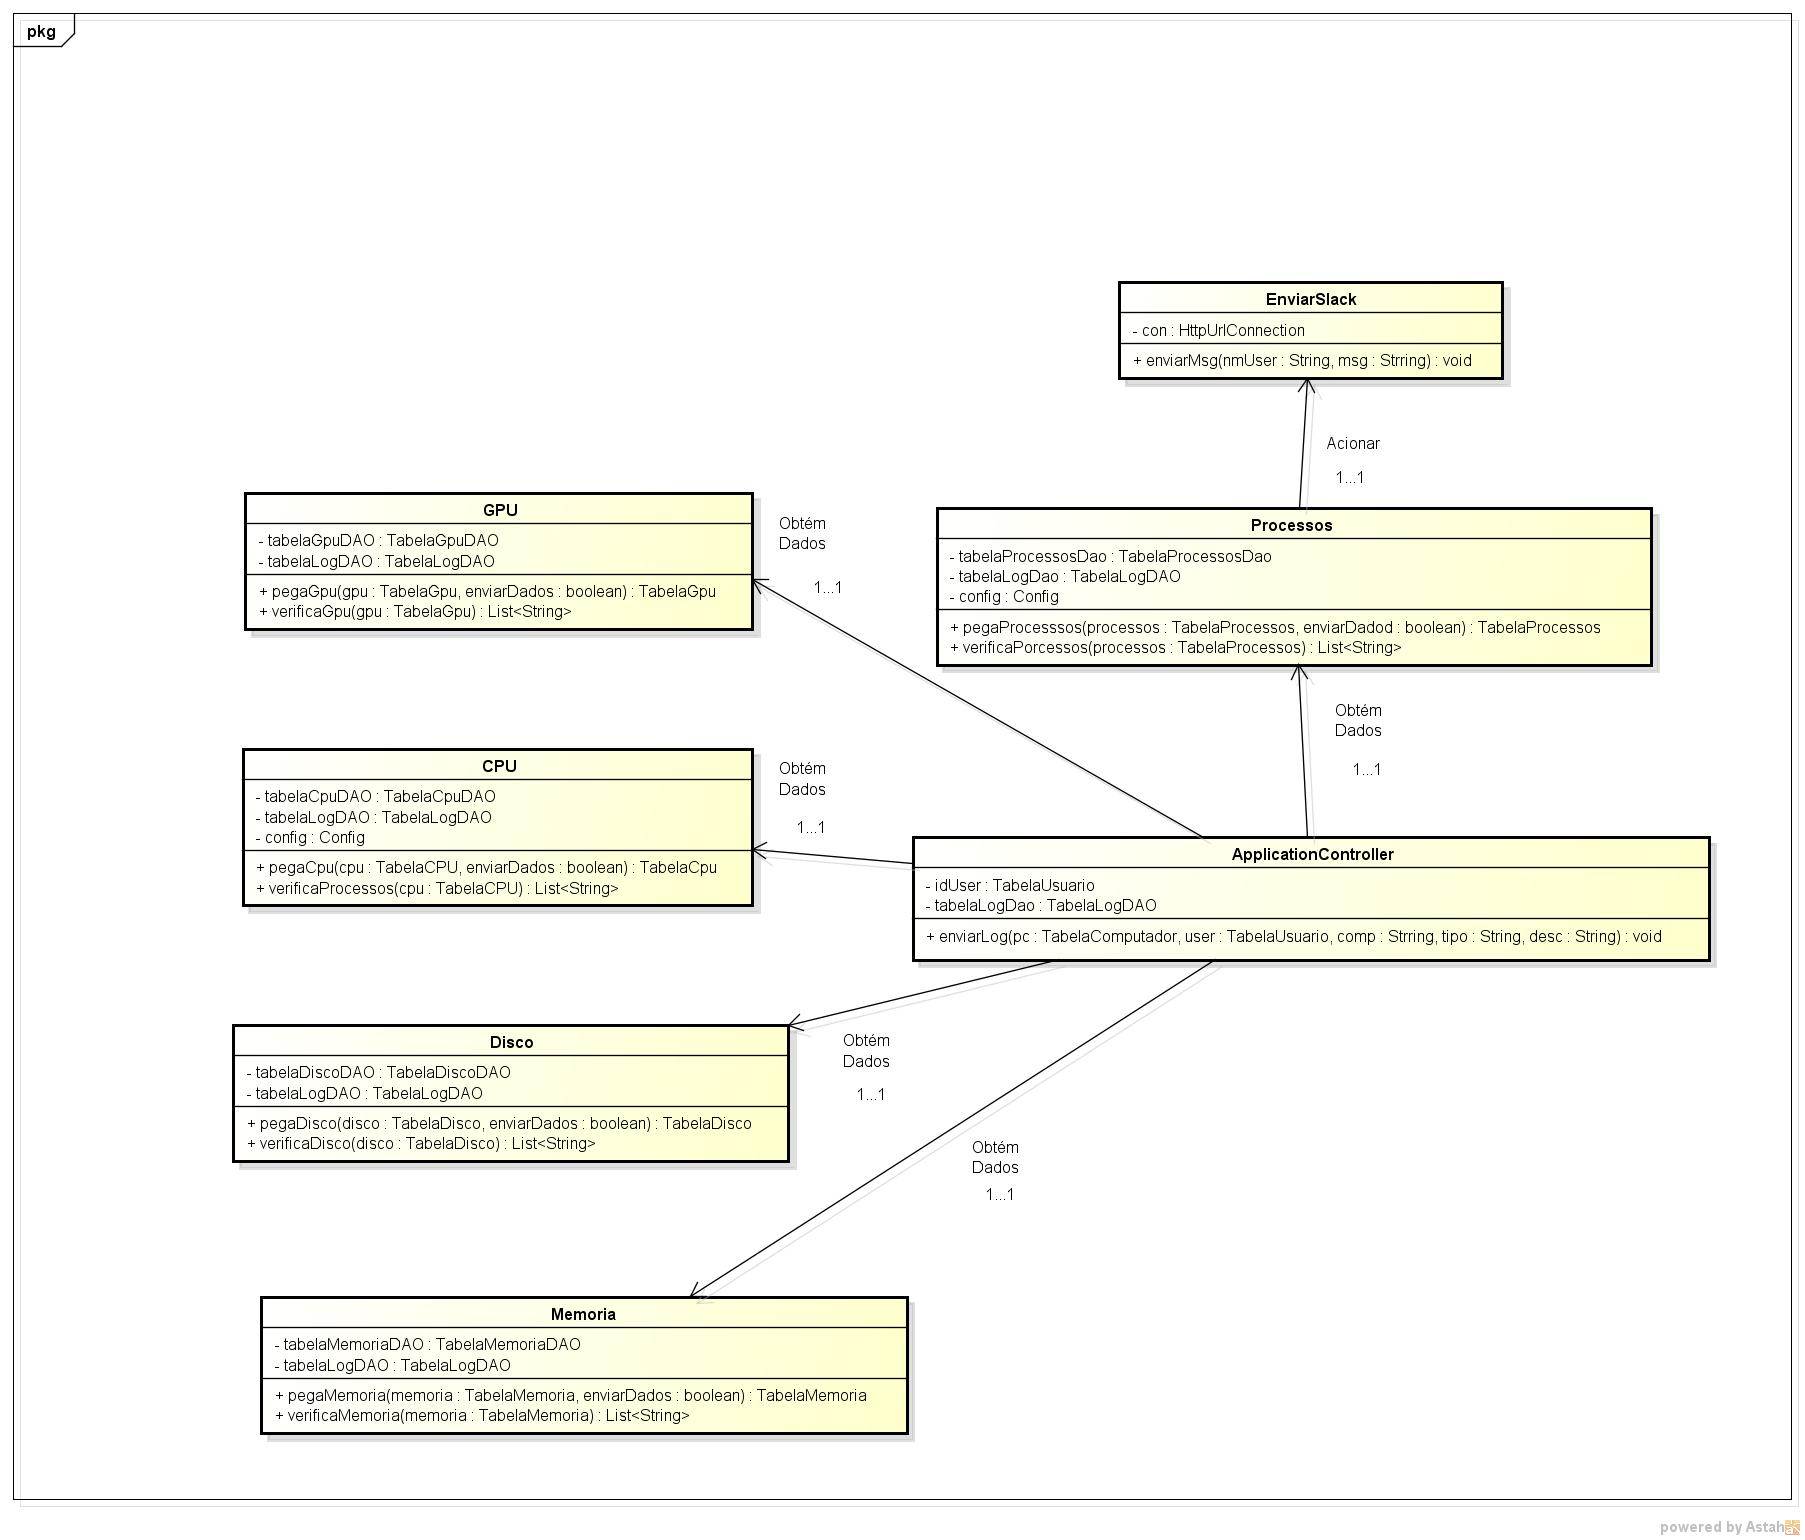 pkg
EnviarSlack
- con : HttpUrlConnection
+ enviarMsg(nmUser : String, msg : Strring) : void
Acionar
1...1
GPU
- tabelaGpuDAO : TabelaGpuDAO
- tabelaLogDAO : TabelaLogDAO
+ pegaGpu(gpu : TabelaGpu, enviarDados : boolean) : TabelaGpu
+ verificaGpu(gpu : TabelaGpu) : List<String>
Obtém
Dados
1...1
Processos
- tabelaProcessosDao : TabelaProcessosDao
- tabelaLogDao : TabelaLogDAO
- config : Config
+ pegaProcesssos(processos : TabelaProcessos, enviarDadod : boolean) : TabelaProcessos
+ verificaPorcessos(processos : TabelaProcessos) : List<String>
Obtém
Dados
1...1
CPU
- tabelaCpuDAO : TabelaCpuDAO
- tabelaLogDAO : TabelaLogDAO
- config : Config
+ pegaCpu(cpu : TabelaCPU, enviarDados : boolean) : TabelaCpu
+ verificaProcessos(cpu : TabelaCPU) : List<String>
Obtém
Dados
1...1
ApplicationController
- idUser : TabelaUsuario
- tabelaLogDao : TabelaLogDAO
+ enviarLog(pc : TabelaComputador, user : TabelaUsuario, comp : Strring, tipo : String, desc : String) : void
Disco
- tabelaDiscoDAO : TabelaDiscoDAO
- tabelaLogDAO : TabelaLogDAO
+ pegaDisco(disco : TabelaDisco, enviarDados : boolean) : TabelaDisco
+ verificaDisco(disco : TabelaDisco) : List<String>
Obtém
Dados
1...1
Obtém
Dados
1...1
Memoria
- tabelaMemoriaDAO : TabelaMemoriaDAO
- tabelaLogDAO : TabelaLogDAO
+ pegaMemoria(memoria : TabelaMemoria, enviarDados : boolean) : TabelaMemoria
+ verificaMemoria(memoria : TabelaMemoria) : List<String>
powered by Astah